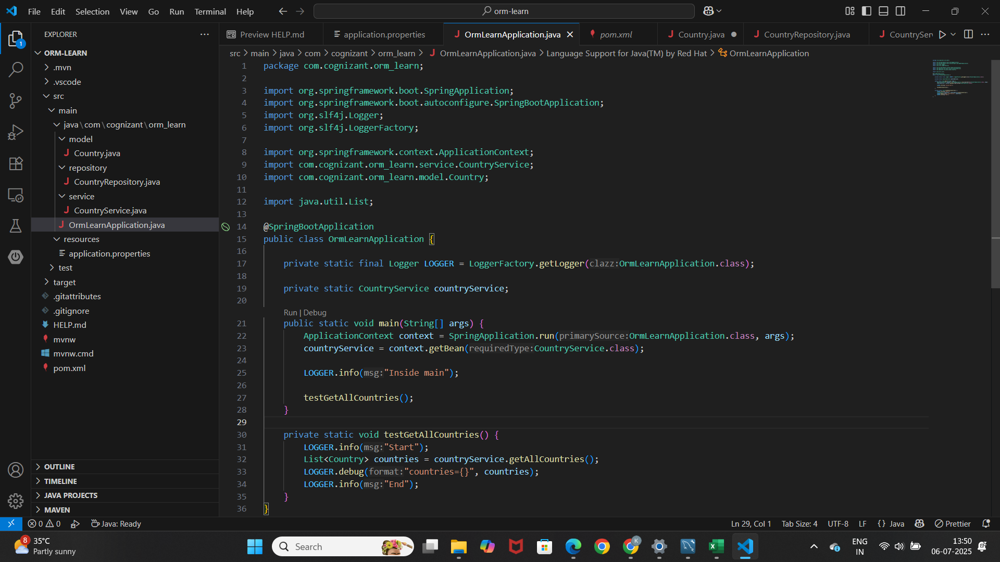 File Edit Selection View Go Run Terminal Help
orm-learn
EXPLORER
ORM-LEARN
.mvn
.vscode
src
main
java\com\cognizant\orm_learn
model
Country.java
repository
CountryRepository.java
service
CountryService.java
OrmLearnApplication.java
resources
application.properties
test
target
.gitattributes
.gitignore
HELP.md
mvnw
mvnw.cmd
pom.xml
OUTLINE
TIMELINE
JAVA PROJECTS
MAVEN
Preview HELP.md application.properties OrmLearnApplication.java pom.xml Country.java CountryRepository.java CountrySer
src > main > java > com > cognizant > orm_learn > OrmLearnApplication.java > Language Support for Java(TM) by Red Hat > OrmLearnApplication
1 package com.cognizant.orm_learn;
2
3 import org.springframework.boot.SpringApplication;
4 import org.springframework.boot.autoconfigure.SpringBootApplication;
5 import org.slf4j.Logger;
6 import org.slf4j.LoggerFactory;
7
8 import org.springframework.context.ApplicationContext;
9 import com.cognizant.orm_learn.service.CountryService;
10 import com.cognizant.orm_learn.model.Country;
11
12 import java.util.List;
13
14 @SpringBootApplication
15 public class OrmLearnApplication {
16
17 private static final Logger LOGGER = LoggerFactory.getLogger(clazz:OrmLearnApplication.class);
18
19 private static CountryService countryService;
20
Run | Debug
21 public static void main(String[] args) {
22 ApplicationContext context = SpringApplication.run(primarySource:OrmLearnApplication.class, args);
23 countryService = context.getBean(requiredType:CountryService.class);
24
25 LOGGER.info(msg:"Inside main");
26
27 testGetAllCountries();
28 }
29
30 private static void testGetAllCountries() {
31 LOGGER.info(msg:"Start");
32 List<Country> countries = countryService.getAllCountries();
33 LOGGER.debug(format:"countries={}", countries);
34 LOGGER.info(msg:"End");
35 }
36 }
1
0 0 Java: Ready Ln 29, Col 1 Tab Size: 4 UTF-8 LF {} Java Prettier
8
35°C
Partly sunny
Search
K
ENG
IN
13:50
06-07-2025